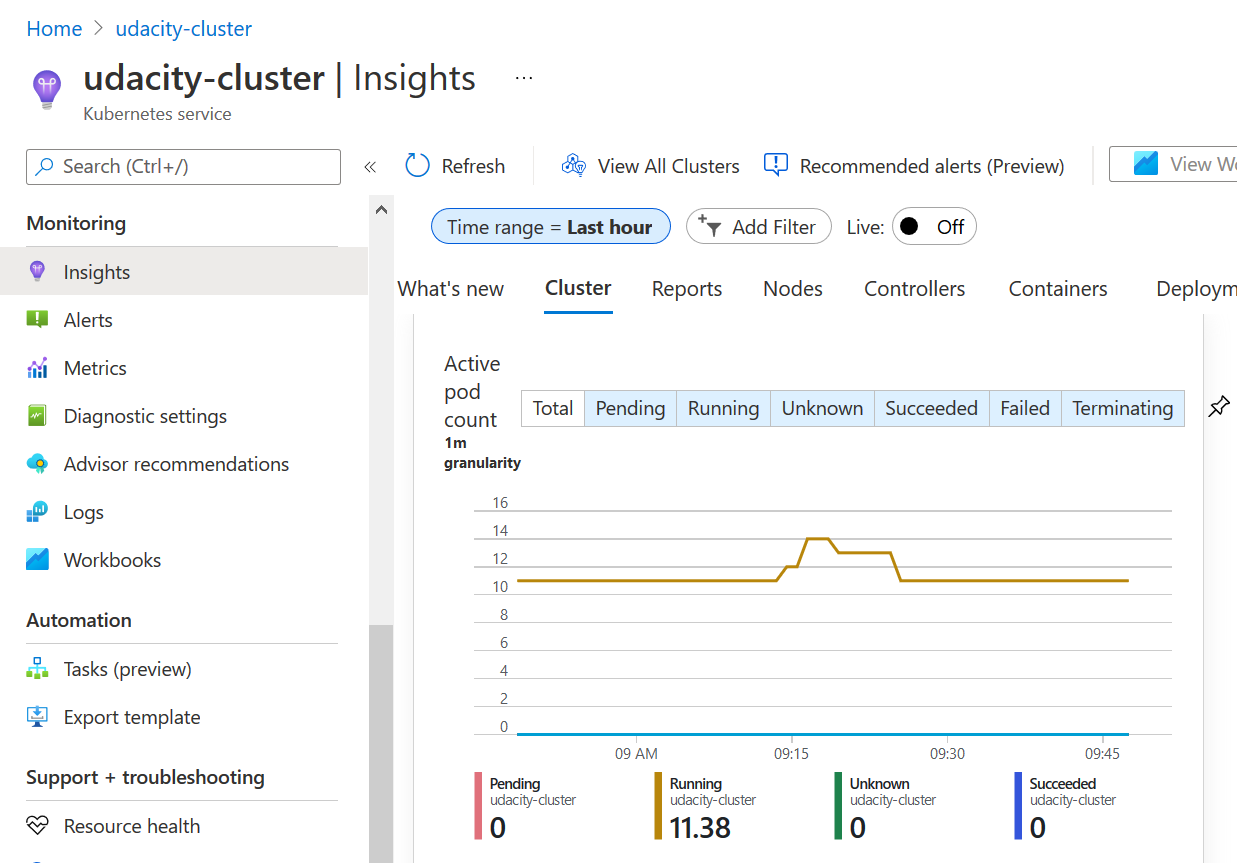 Home > udacity-cluster
udacity-cluster | Insights ...
Kubernetes service
Search (Ctrl+/)
«
Refresh
View All Clusters
Recommended alerts (Preview)
View
Monitoring
Insights
Alerts
Metrics
Diagnostic settings
Advisor recommendations
Logs
Workbooks
Automation
Tasks (preview)
Export template
Support + troubleshooting
Resource health
Time range = Last hour
Add Filter
Live:
Off
What's new
Cluster
Reports
Nodes
Controllers
Containers
Deploym
Active
pod
count
1m
granularity
Total
Pending
Running
Unknown
Succeeded
Failed
Terminating
16
14
12
10
8
6
4
2
0
09 AM
09:15
09:30
09:45
Pending
udacity-cluster
0
Running
udacity-cluster
11.38
Unknown
udacity-cluster
0
Succeeded
udacity-cluster
0